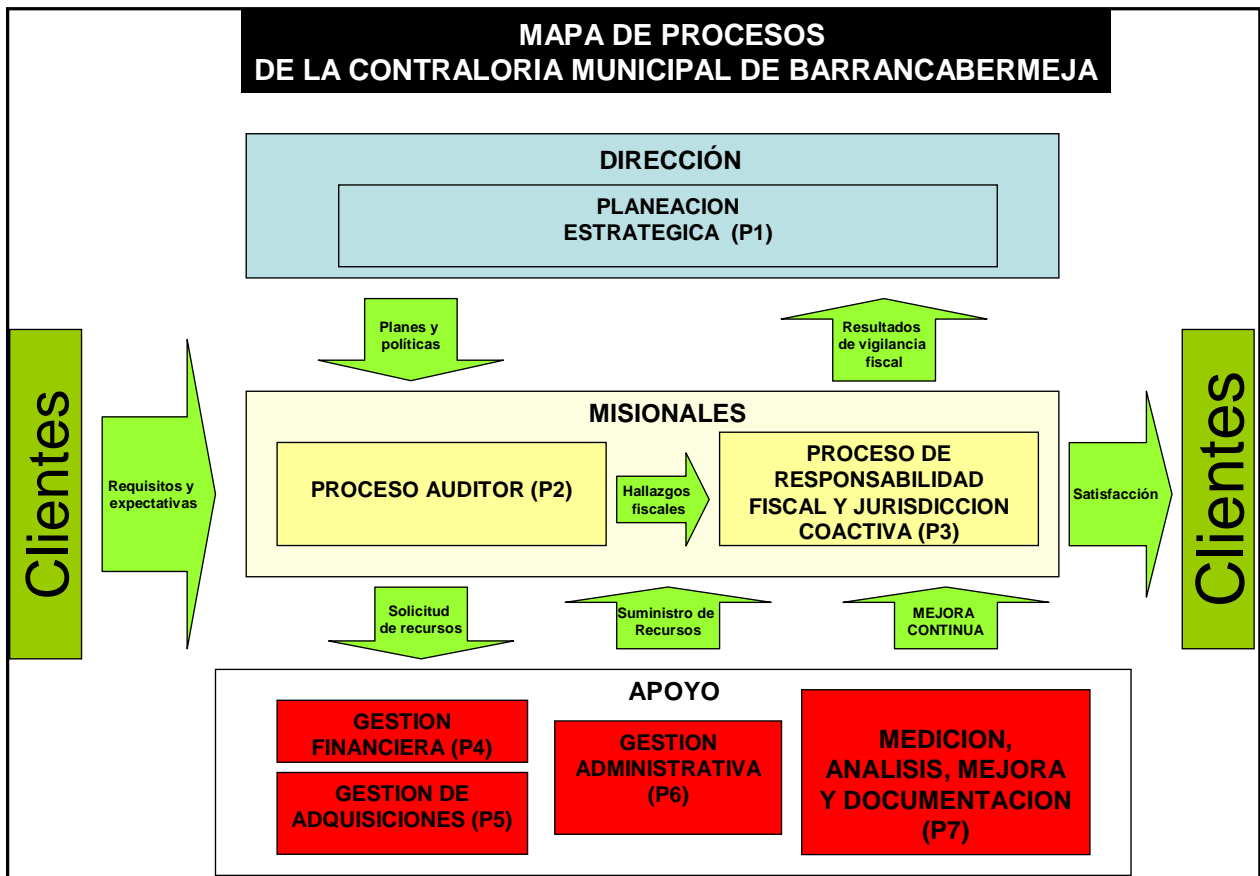 MAPA DE PROCESOS
DE LA CONTRALORIA MUNICIPAL DE BARRANCABERMEJA
DIRECCIÓN
PLANEACION
ESTRATEGICA (P1)
Planes y
políticas
Resultados
de vigilancia
fiscal
Clientes
Requisitos y
expectativas
MISIONALES
PROCESO AUDITOR (P2)
Hallazgos
fiscales
PROCESO DE
RESPONSABILIDAD
FISCAL Y JURISDICCION
COACTIVA (P3)
Satisfacción
Clientes
Solicitud
de recursos
Suministro de
Recursos
MEJORA
CONTINUA
APOYO
GESTION
FINANCIERA (P4)
GESTION DE
ADQUISICIONES (P5)
GESTION
ADMINISTRATIVA
(P6)
MEDICION,
ANALISIS, MEJORA
Y DOCUMENTACION
(P7)